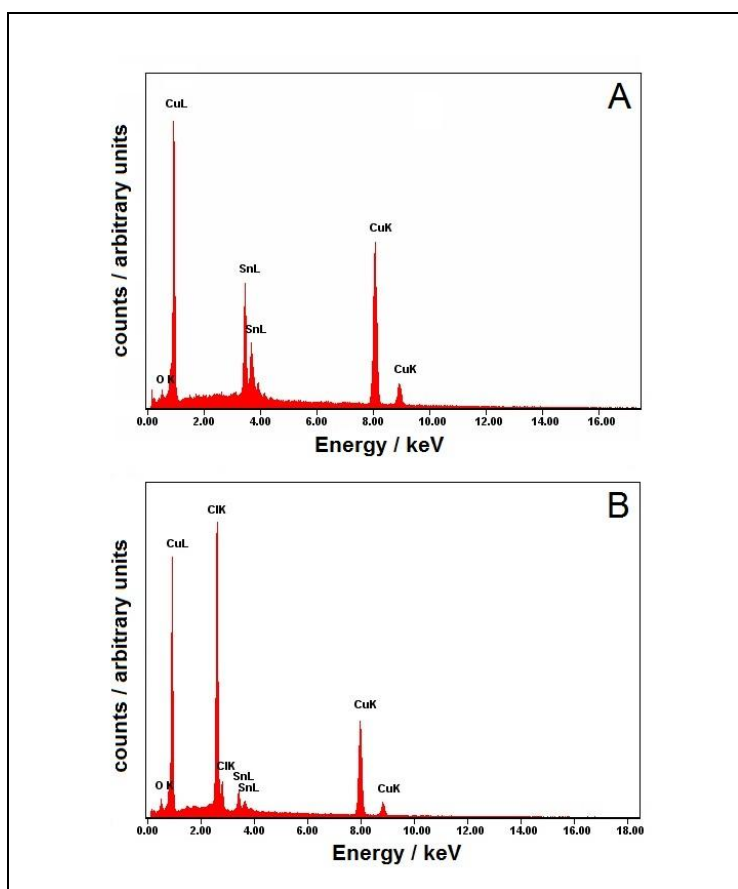 A
CuL
CuK
SnL
SnL
CuK
O K
counts / arbitrary units
0.00 2.00 4.00 6.00 8.00 10.00 12.00 14.00 16.00
Energy / keV
B
ClK
CuL
CuK
ClK
SnL
SnL
O K
CuK
counts / arbitrary units
0.00 2.00 4.00 6.00 8.00 10.00 12.00 14.00 16.00 18.00
Energy / keV